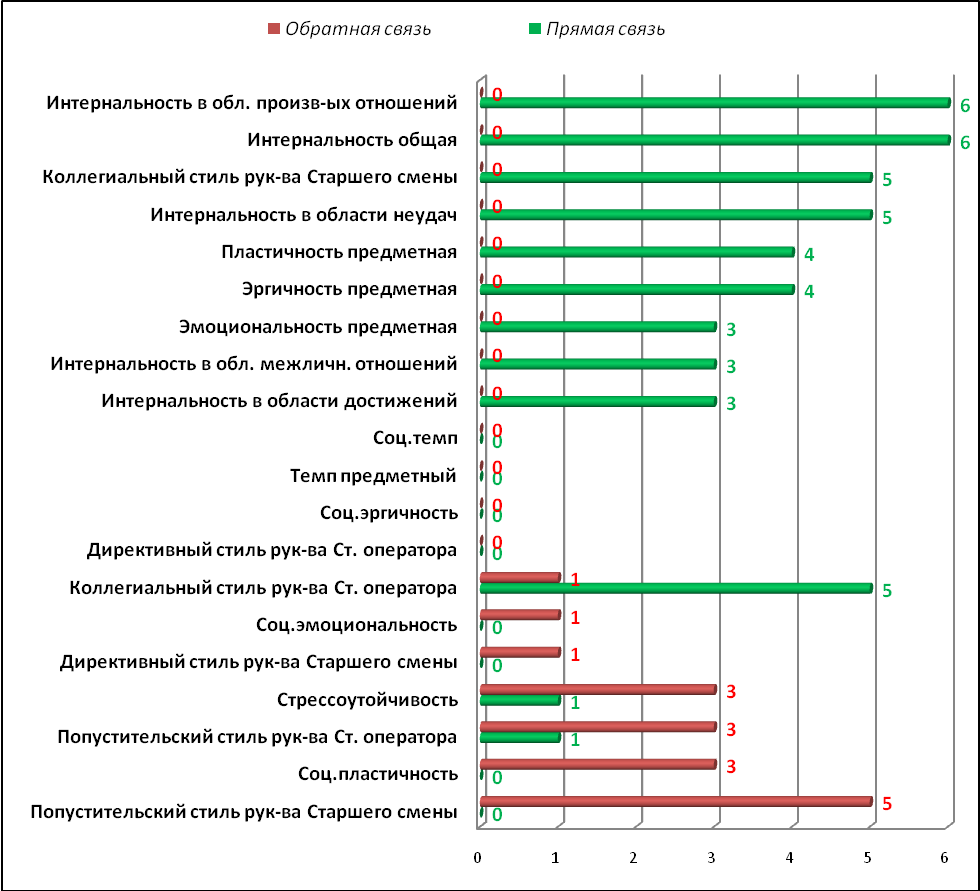 Обратная связь Прямая связь
Интернальность в обл. произв-ых отношений 0 6
Интернальность общая 0 6
Коллегиальный стиль рук-ва Старшего смены 0 5
Интернальность в области неудач 0 5
Пластичность предметная 0 4
Эргичность предметная 0 4
Эмоциональность предметная 0 3
Интернальность в обл. межличн. отношений 0 3
Интернальность в области достижений 0 3
Соц.темп 0 0
Темп предметный 0 0
Соц.эргичность 0 0
Директивный стиль рук-ва Ст. оператора 0 0
Коллегиальный стиль рук-ва Ст. оператора 1 5
Соц.эмоциональность 1 0
Директивный стиль рук-ва Старшего смены 1 0
Стрессоутойчивость 3 1
Попустительский стиль рук-ва Ст. оператора 3 1
Соц.пластичность 3 0
Попустительский стиль рук-ва Старшего смены 5 0
0 1 2 3 4 5 6